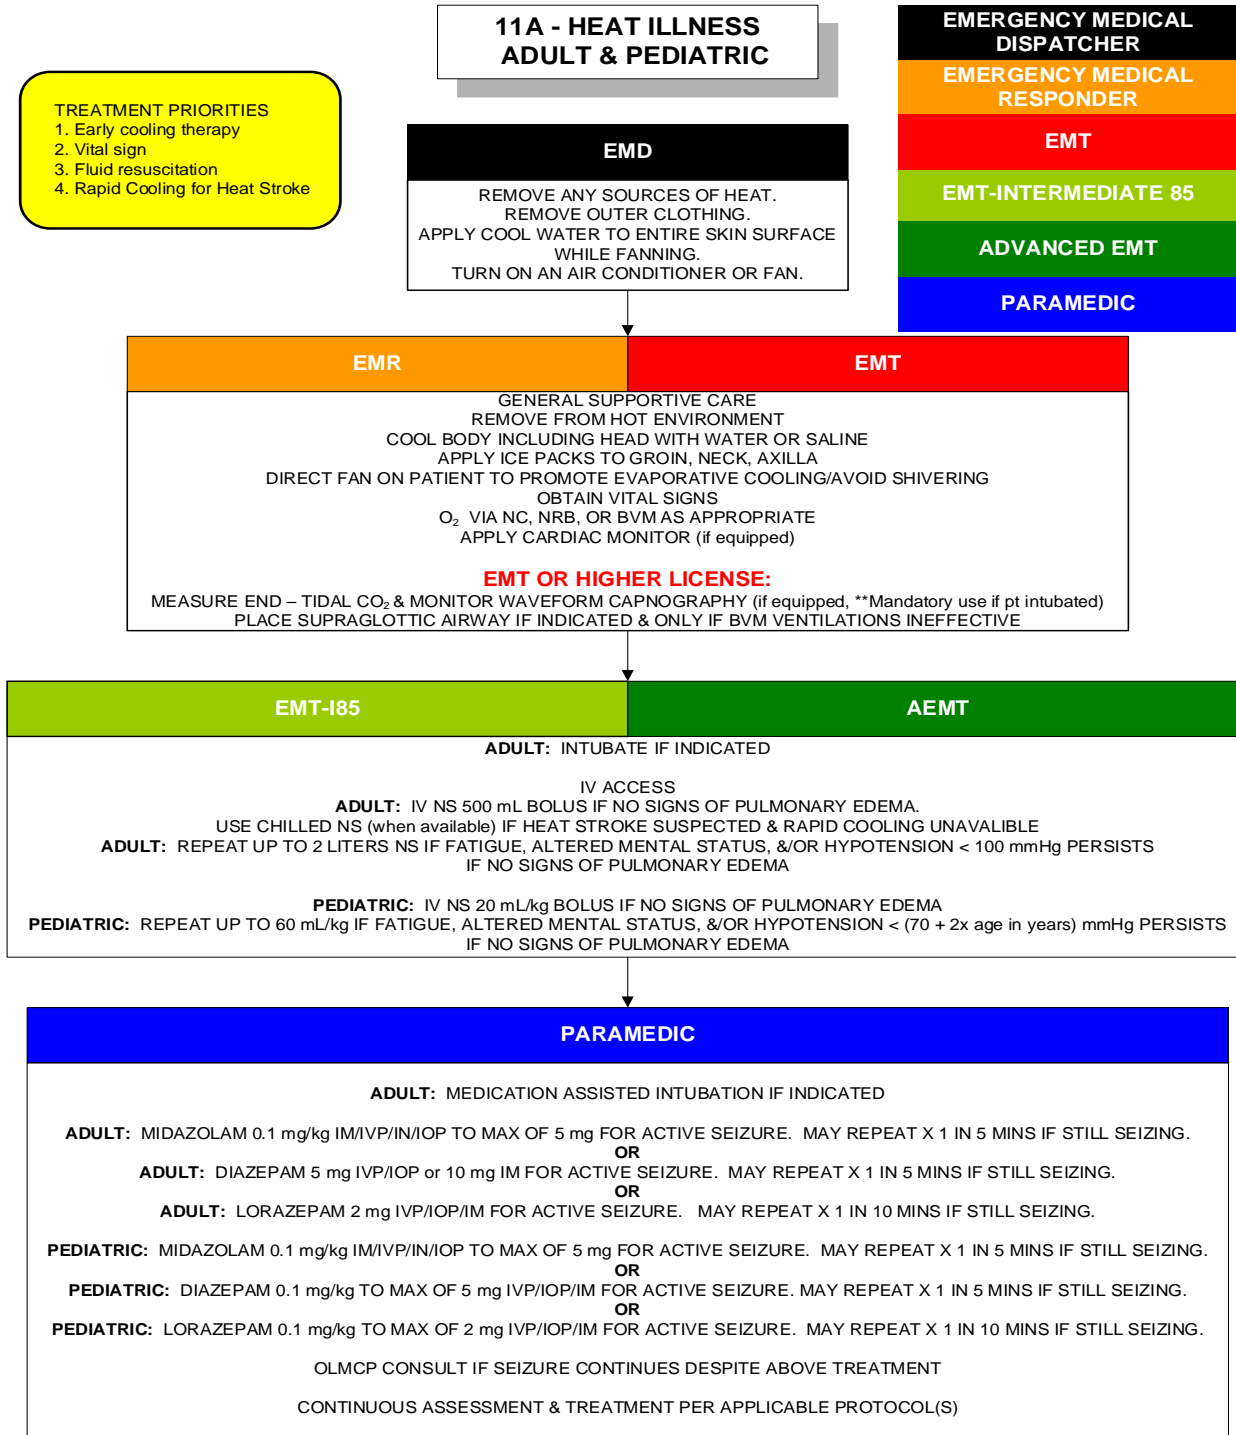 11A - HEAT ILLNESS
ADULT & PEDIATRIC
EMERGENCY MEDICAL
DISPATCHER
EMERGENCY MEDICAL
RESPONDER
EMT
EMT-INTERMEDIATE 85
ADVANCED EMT
PARAMEDIC
TREATMENT PRIORITIES
1. Early cooling therapy
2. Vital sign
3. Fluid resuscitation
4. Rapid Cooling for Heat Stroke
EMD
REMOVE ANY SOURCES OF HEAT.
REMOVE OUTER CLOTHING.
APPLY COOL WATER TO ENTIRE SKIN SURFACE
WHILE FANNING.
TURN ON AN AIR CONDITIONER OR FAN.
EMR
EMT
GENERAL SUPPORTIVE CARE
REMOVE FROM HOT ENVIRONMENT
COOL BODY INCLUDING HEAD WITH WATER OR SALINE
APPLY ICE PACKS TO GROIN, NECK, AXILLA
DIRECT FAN ON PATIENT TO PROMOTE EVAPORATIVE COOLING/AVOID SHIVERING
OBTAIN VITAL SIGNS
O₂ VIA NC, NRB, OR BVM AS APPROPRIATE
APPLY CARDIAC MONITOR (if equipped)
EMT OR HIGHER LICENSE:
MEASURE END – TIDAL CO₂ & MONITOR WAVEFORM CAPNOGRAPHY (if equipped, **Mandatory use if pt intubated)
PLACE SUPRAGLOTTIC AIRWAY IF INDICATED & ONLY IF BVM VENTILATIONS INEFFECTIVE
EMT-I85
AEMT
ADULT: INTUBATE IF INDICATED
IV ACCESS
ADULT: IV NS 500 mL BOLUS IF NO SIGNS OF PULMONARY EDEMA.
USE CHILLED NS (when available) IF HEAT STROKE SUSPECTED & RAPID COOLING UNAVALIBLE
ADULT: REPEAT UP TO 2 LITERS NS IF FATIGUE, ALTERED MENTAL STATUS, &/OR HYPOTENSION < 100 mmHg PERSISTS
IF NO SIGNS OF PULMONARY EDEMA
PEDIATRIC: IV NS 20 mL/kg BOLUS IF NO SIGNS OF PULMONARY EDEMA
PEDIATRIC: REPEAT UP TO 60 mL/kg IF FATIGUE, ALTERED MENTAL STATUS, &/OR HYPOTENSION < (70 + 2x age in years) mmHg PERSISTS
IF NO SIGNS OF PULMONARY EDEMA
PARAMEDIC
ADULT: MEDICATION ASSISTED INTUBATION IF INDICATED
ADULT: MIDAZOLAM 0.1 mg/kg IM/IVP/IN/IOP TO MAX OF 5 mg FOR ACTIVE SEIZURE. MAY REPEAT X 1 IN 5 MINS IF STILL SEIZING.
OR
ADULT: DIAZEPAM 5 mg IVP/IOP or 10 mg IM FOR ACTIVE SEIZURE. MAY REPEAT X 1 IN 5 MINS IF STILL SEIZING.
OR
ADULT: LORAZEPAM 2 mg IVP/IOP/IM FOR ACTIVE SEIZURE. MAY REPEAT X 1 IN 10 MINS IF STILL SEIZING.
PEDIATRIC: MIDAZOLAM 0.1 mg/kg IM/IVP/IN/IOP TO MAX OF 5 mg FOR ACTIVE SEIZURE. MAY REPEAT X 1 IN 5 MINS IF STILL SEIZING.
OR
PEDIATRIC: DIAZEPAM 0.1 mg/kg TO MAX OF 5 mg IVP/IOP/IM FOR ACTIVE SEIZURE. MAY REPEAT X 1 IN 5 MINS IF STILL SEIZING.
OR
PEDIATRIC: LORAZEPAM 0.1 mg/kg TO MAX OF 2 mg IVP/IOP/IM FOR ACTIVE SEIZURE. MAY REPEAT X 1 IN 10 MINS IF STILL SEIZING.
OLMCP CONSULT IF SEIZURE CONTINUES DESPITE ABOVE TREATMENT
CONTINUOUS ASSESSMENT & TREATMENT PER APPLICABLE PROTOCOL(S)